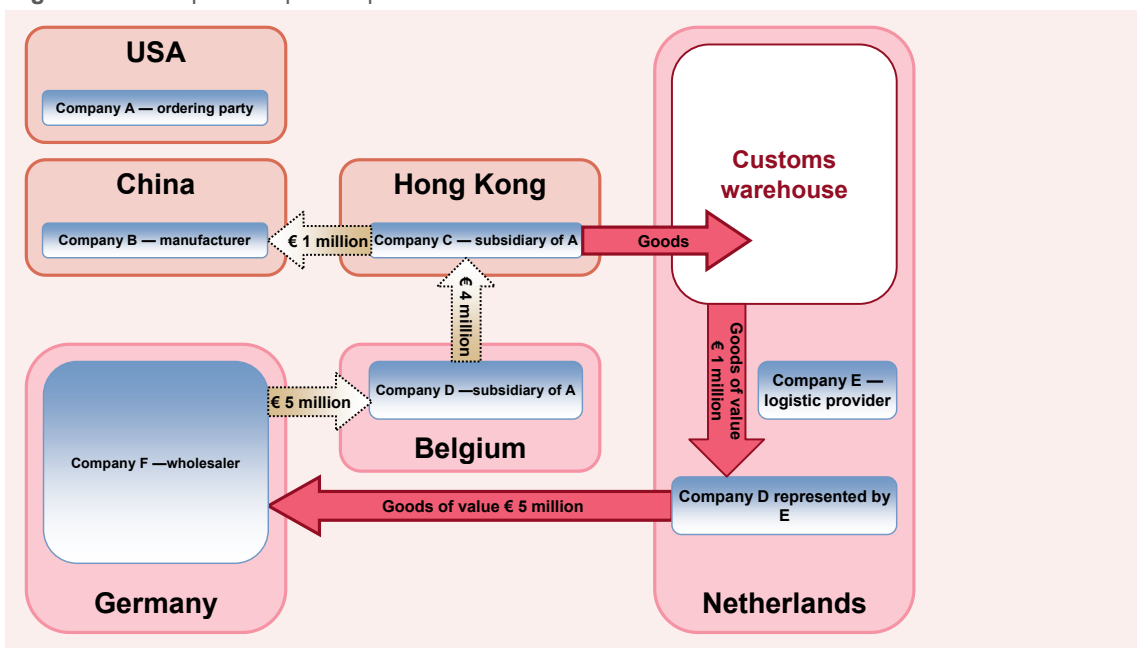 USA
Company A — ordering party
China
Company B — manufacturer
€ 1 million
Hong Kong
Company C — subsidiary of A
Goods
Customs
warehouse
€ 4 million
Goods of value
€ 1 million
Company E —
logistic provider
Company F —wholesaler
€ 5 million
Company D —subsidiary of A
Belgium
Goods of value € 5 million
Company D represented by
E
Germany
Netherlands